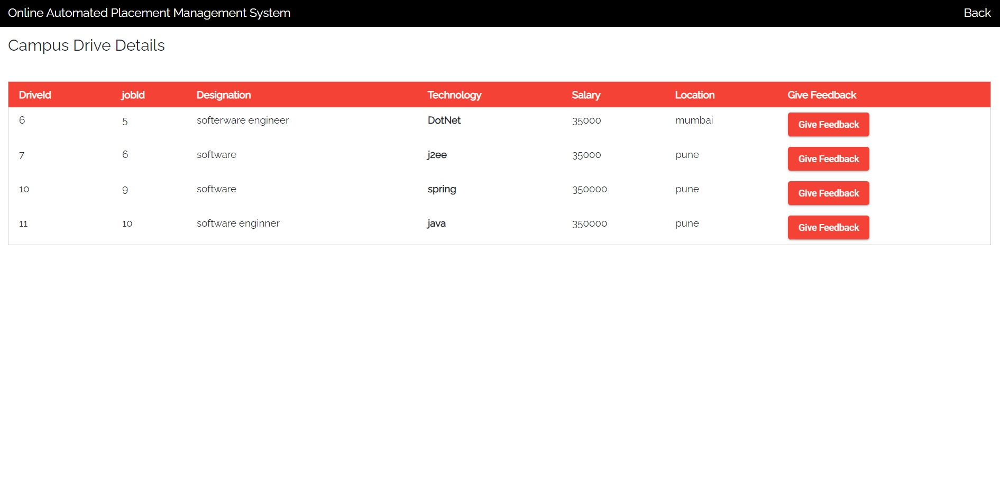 Online Automated Placement Management System Back
Campus Drive Details
DriveId jobId Designation Technology Salary Location Give Feedback
6 5 softerware engineer DotNet 35000 mumbai Give Feedback
7 6 software j2ee 35000 pune Give Feedback
10 9 software spring 350000 pune Give Feedback
11 10 software enginner java 350000 pune Give Feedback